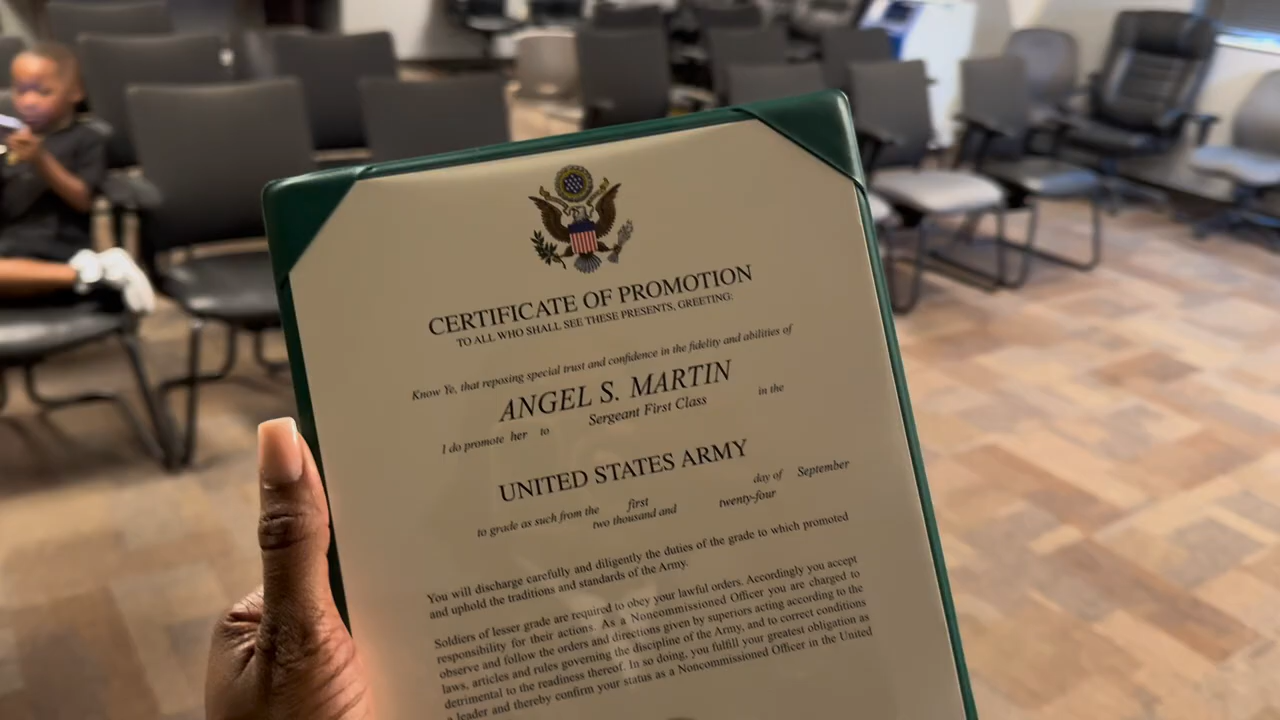 CERTIFICATE OF PROMOTION
TO ALL WHO SHALL SEE THESE PRESENTS, GREETING:
Know Ye, that reposing special trust and confidence in the fidelity and abilities of
ANGEL S. MARTIN
I do promote her to Sergeant First Class in the
UNITED STATES ARMY
to grade as such from the first day of September
two thousand and twenty-four
You will discharge carefully and diligently the duties of the grade to which promoted
and uphold the traditions and standards of the Army.
Soldiers of lesser grade are required to obey your lawful orders. Accordingly you accept
responsibility for their actions. As a Noncommissioned Officer you are charged to
observe and follow the orders and directions given by superiors acting according to the
laws, articles and rules governing the discipline of the Army, and to correct conditions
detrimental to the readiness thereof. In so doing, you fulfill your greatest obligation as
a leader and thereby confirm your status as a Noncommissioned Officer in the United